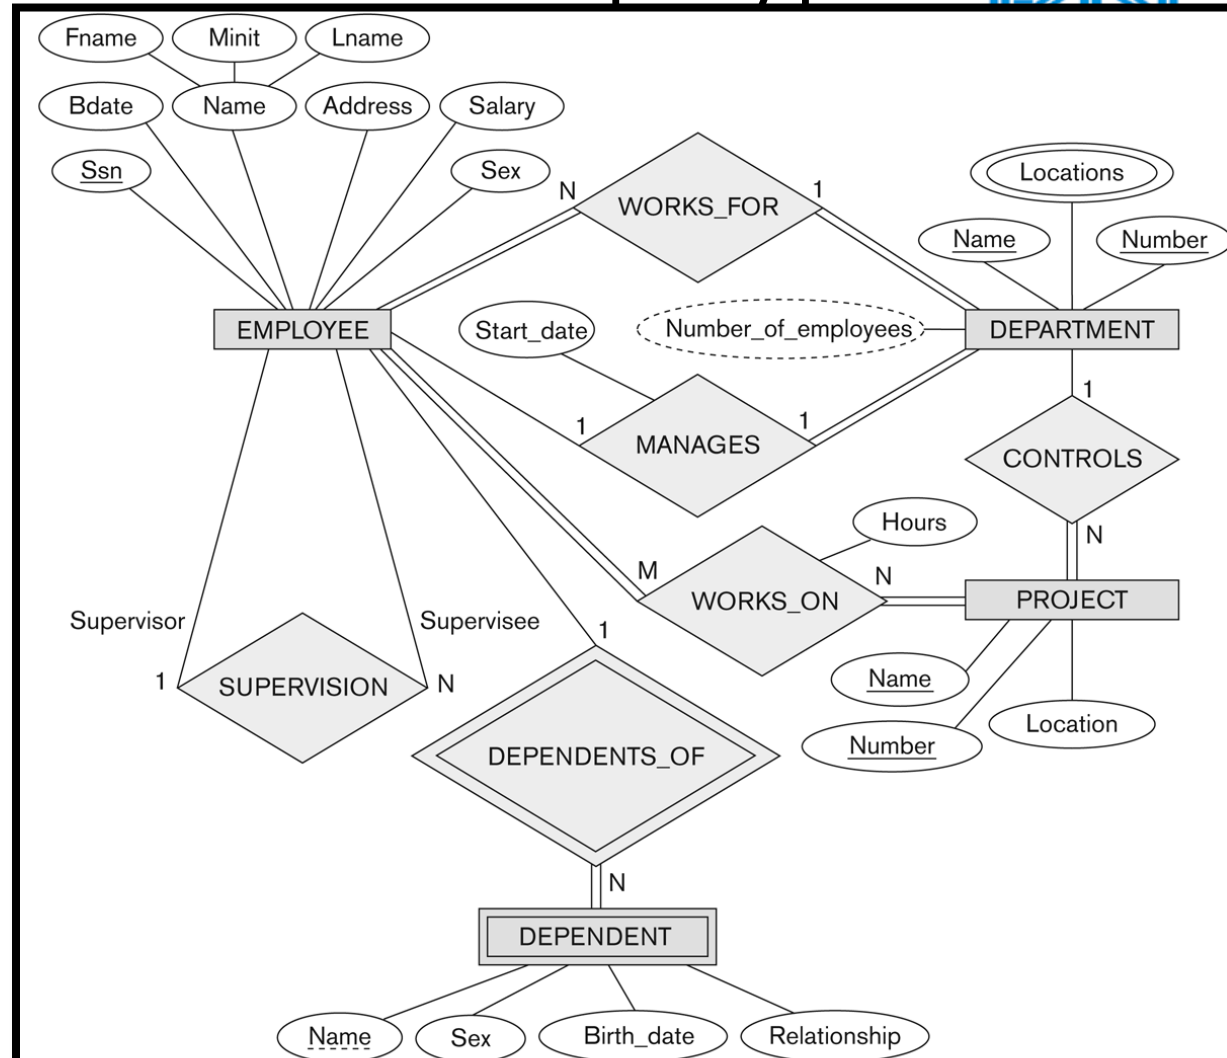 Fname Minit Lname
Bdate Name Address Salary
Ssn Sex
N WORKS_FOR 1
Locations
Name Number
EMPLOYEE Start_date Number_of_employees DEPARTMENT
1 MANAGES 1
1
CONTROLS
N
Hours
M WORKS_ON N
PROJECT
Supervisor Supervisee
1 SUPERVISION N
1
Name
Number
Location
DEPENDENTS_OF
N
DEPENDENT
Name Sex Birth_date Relationship